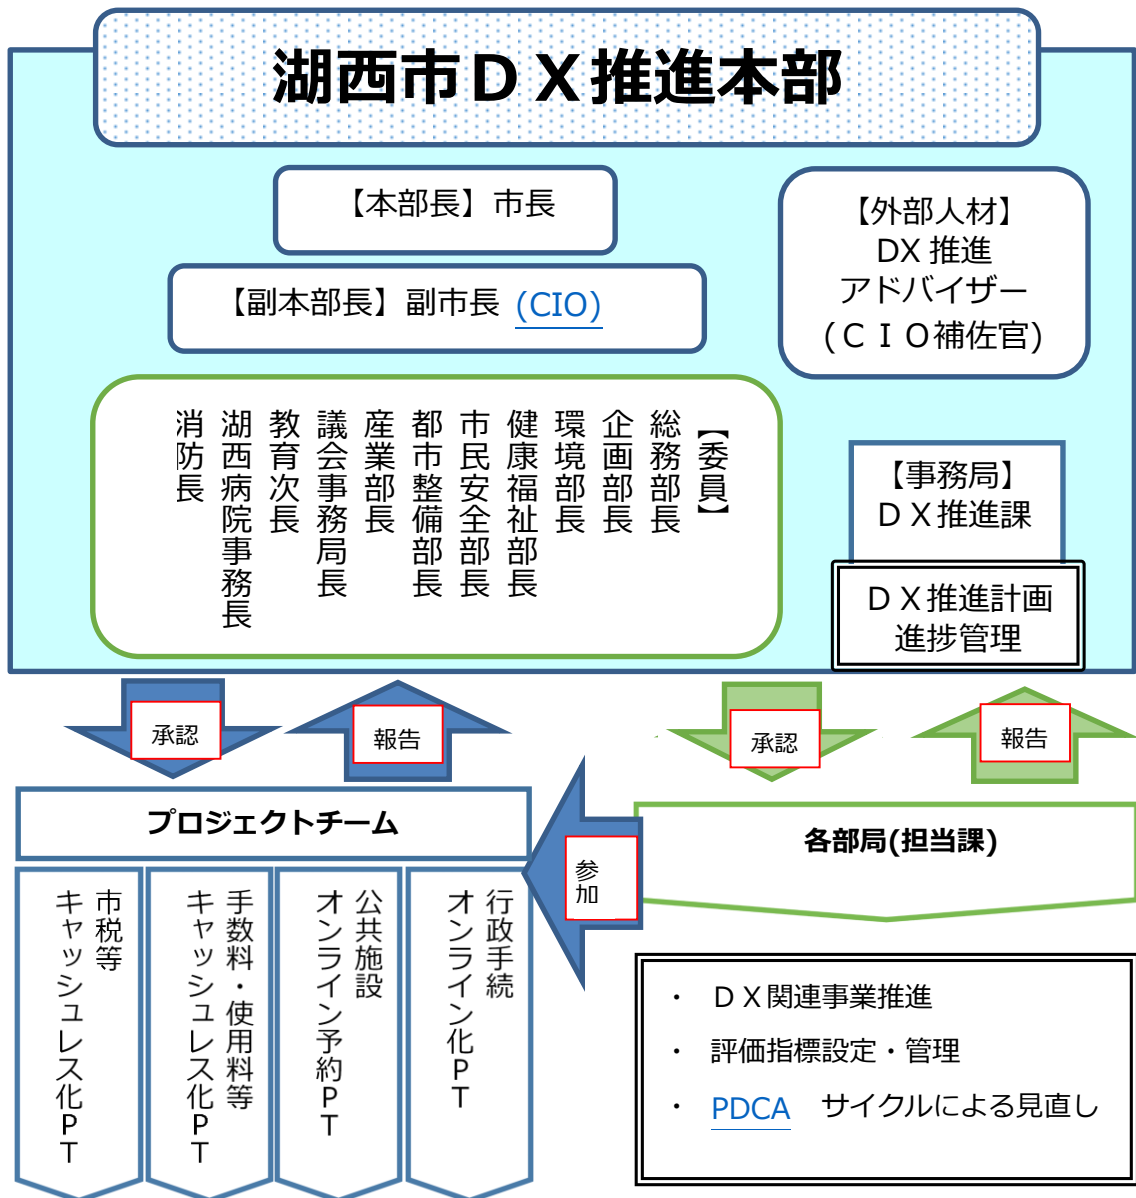 湖西市ＤＸ推進本部
【本部長】市長
【副本部長】副市長 (CIO)
【外部人材】
DX 推進
アドバイザー
(ＣＩＯ補佐官)
【委員】
総務部長
企画部長
環境部長
健康福祉部長
市民安全部長
都市整備部長
産業部長
議会事務局長
教育次長
湖西病院事務長
消防長
【事務局】
ＤＸ推進課
ＤＸ推進計画
進捗管理
承認
報告
承認
報告
プロジェクトチーム
参加
各部局(担当課)
行政手続
オンライン化PT
公共施設
オンライン予約PT
手数料・使用料等
キャッシュレス化PT
市税等
キャッシュレス化PT
・ ＤＸ関連事業推進
・ 評価指標設定・管理
・ PDCA サイクルによる見直し